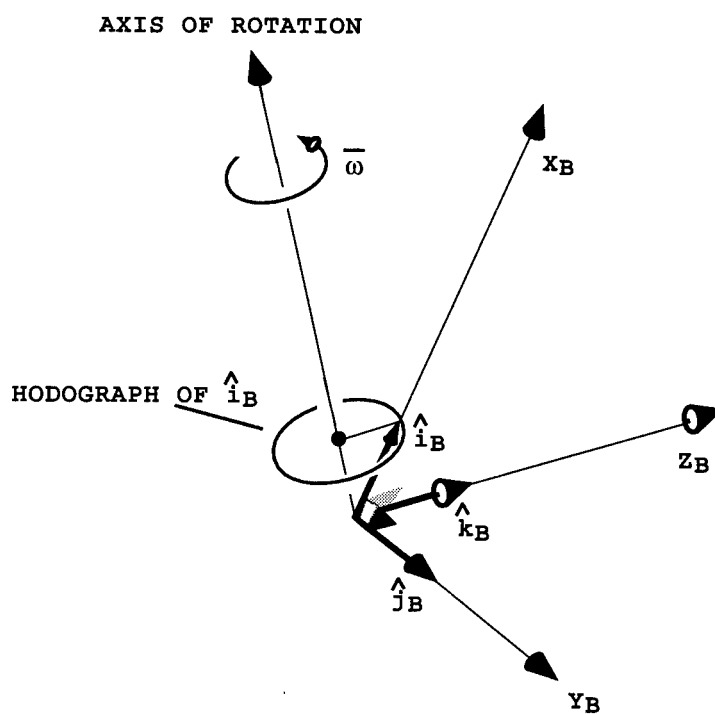 AXIS OF ROTATION
ω̅
X_B
HODOGRAPH OF î_B
î_B
Z_B
k̂_B
ĵ_B
Y_B